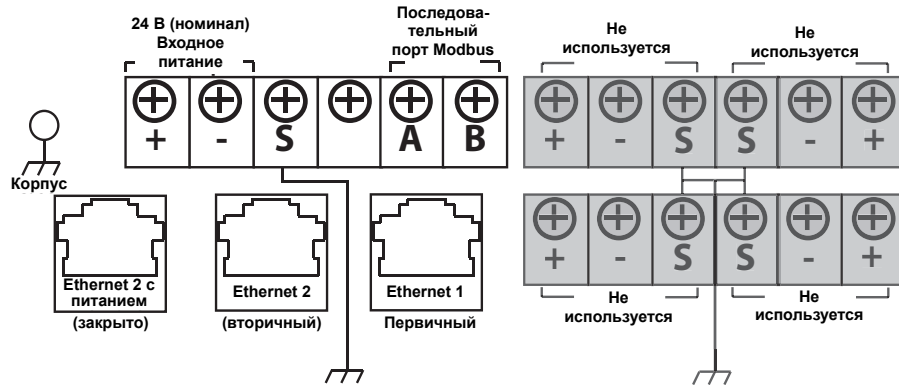 24 В (номинал)
Входное
питание
Последова-
тельный
порт Modbus
Не
используется
Не
используется
+ - S A B
+ - S S - +
Корпус
+ - S S - +
Ethernet 2 с
питанием
(закрыто)
Ethernet 2
(вторичный)
Ethernet 1
Первичный
Не
используется
Не
используется